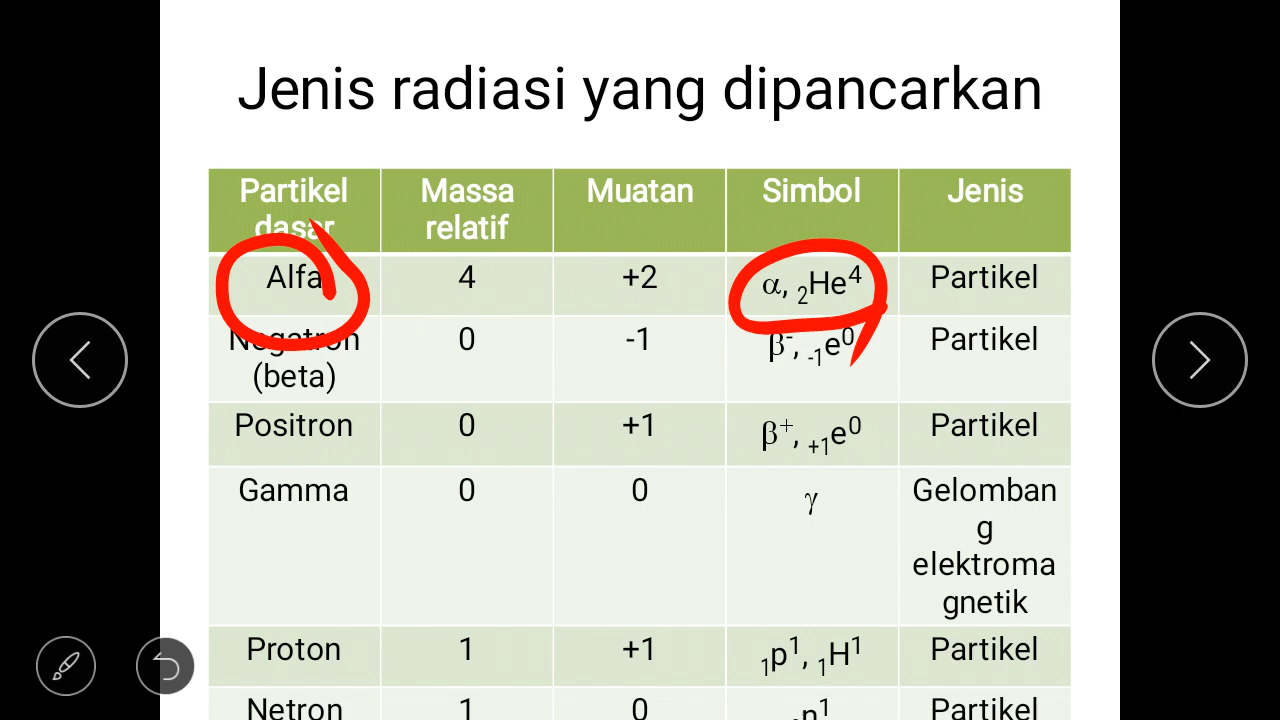 Jenis radiasi yang dipancarkan
Partikel dasar Massa relatif Muatan Simbol Jenis
Alfa 4 +2 α, ₂He⁴ Partikel
Negatron (beta) 0 -1 β⁻, ₋₁e⁰ Partikel
Positron 0 +1 β⁺, ₊₁e⁰ Partikel
Gamma 0 0 γ Gelomban g elektroma gnetik
Proton 1 +1 ₁p¹, ₁H¹ Partikel
Netron 1 0 n¹ Partikel